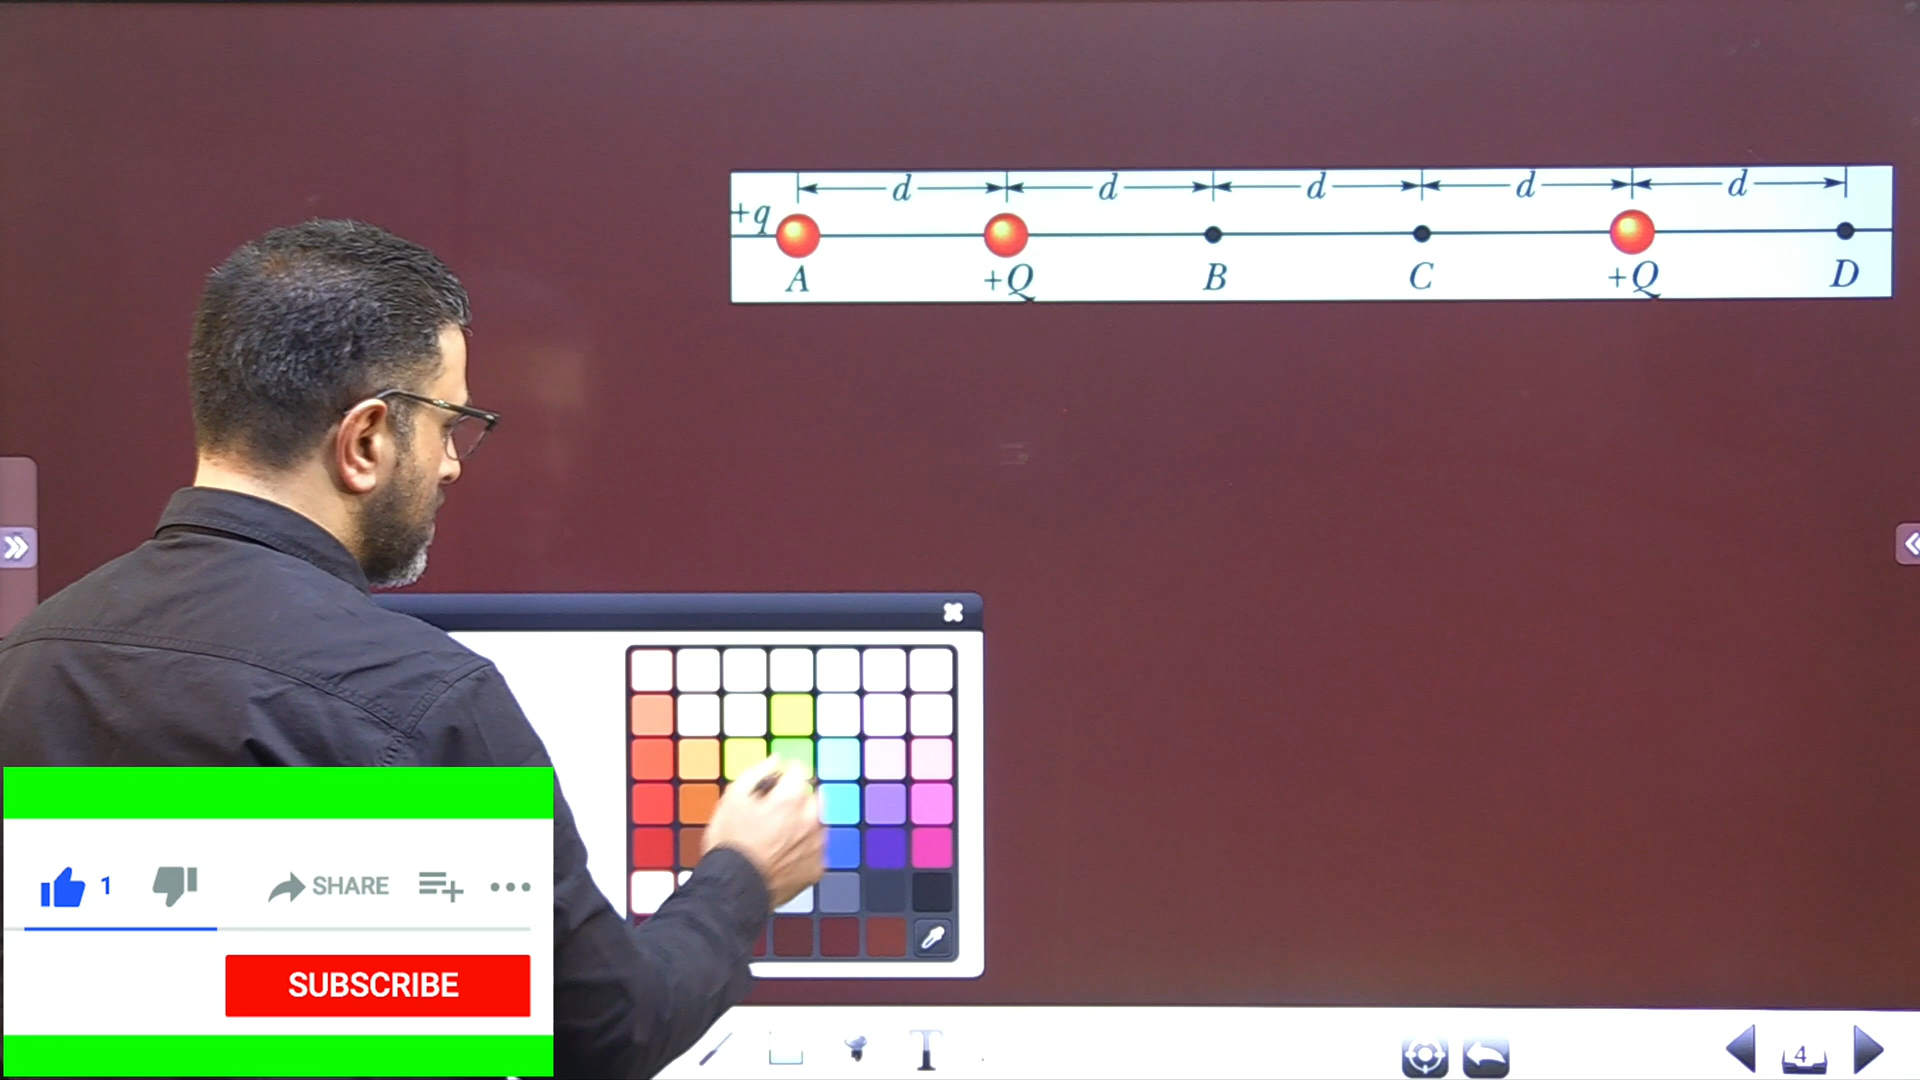 d d d d d
+q
A +Q B C +Q D
1 SHARE
SUBSCRIBE
T
4